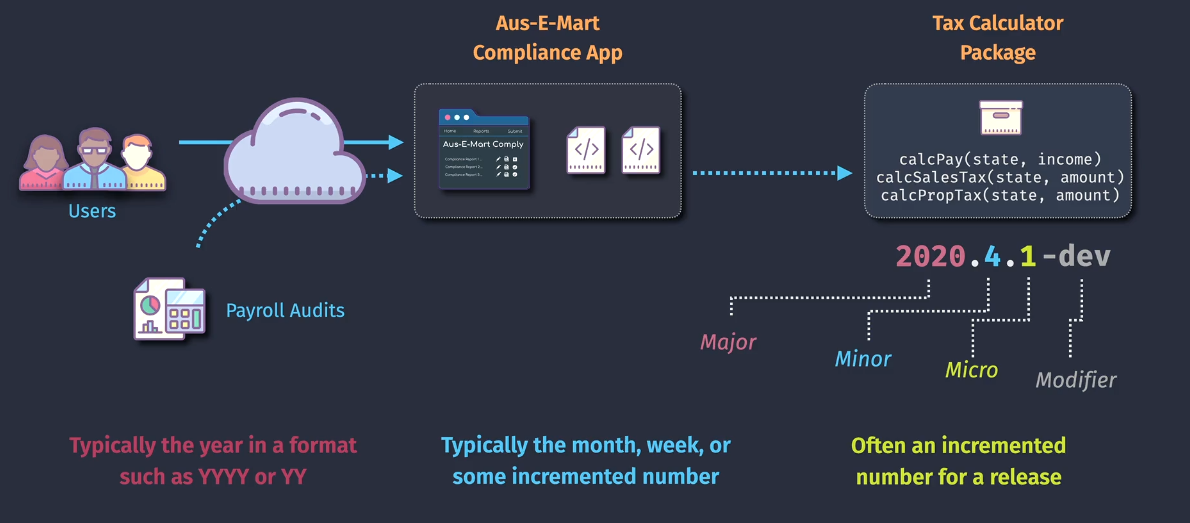 Aus-E-Mart
Compliance App
Tax Calculator
Package
Home Reports Submit
Aus-E-Mart Comply
Compliance Report 1...
Compliance Report 2...
Compliance Report 3...
</>
</>
calcPay(state, income)
calcSalesTax(state, amount)
calcPropTax(state, amount)
Users
Payroll Audits
2020.4.1-dev
Major
Minor
Micro
Modifier
Typically the year in a format
such as YYYY or YY
Typically the month, week, or
some incremented number
Often an incremented
number for a release